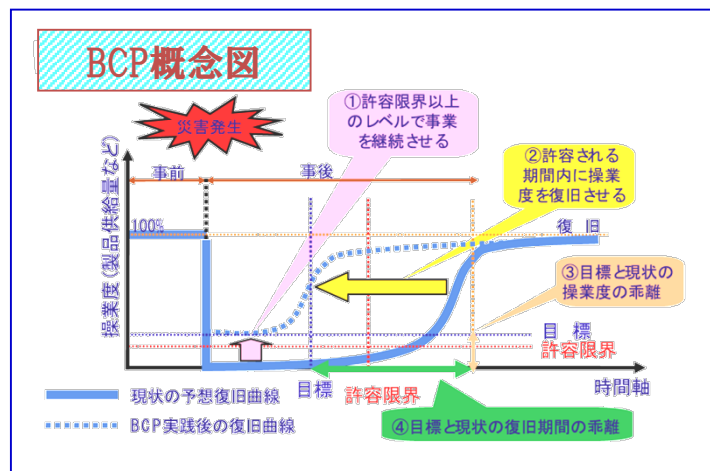 BCP概念図
災害発生
①許容限界以上
のレベルで事業
を継続させる
②許容される
期間内に操業
度を復旧させる
事前
事後
操業度(製品供給量など)
100%
復 旧
③目標と現状の
操業度の乖離
目 標
許容限界
目標
許容限界
時間軸
現状の予想復旧曲線
BCP実践後の復旧曲線
④目標と現状の復旧期間の乖離